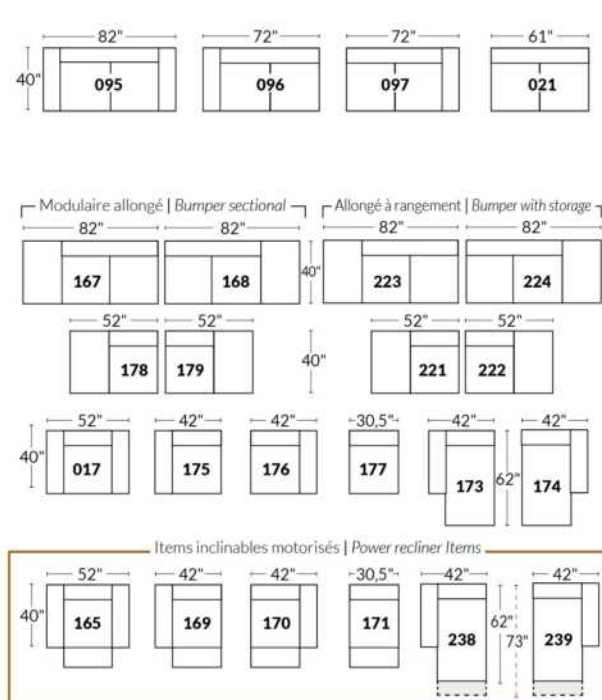 82" 72" 72" 61"
40" 095 096 097 021
Modulaire allongé | Bumper sectional Allongé à rangement | Bumper with storage
82" 82" 82" 82"
167 168 40" 223 224
52" 52" 52" 52"
178 179 40" 221 222
52" 42" 42" 30,5" 42" 42"
40" 017 175 176 177 173 62" 174
Items inclinables motorisés | Power recliner Items
52" 42" 42" 30,5" 42" 42"
40" 165 169 170 171 238 62" 73" 239